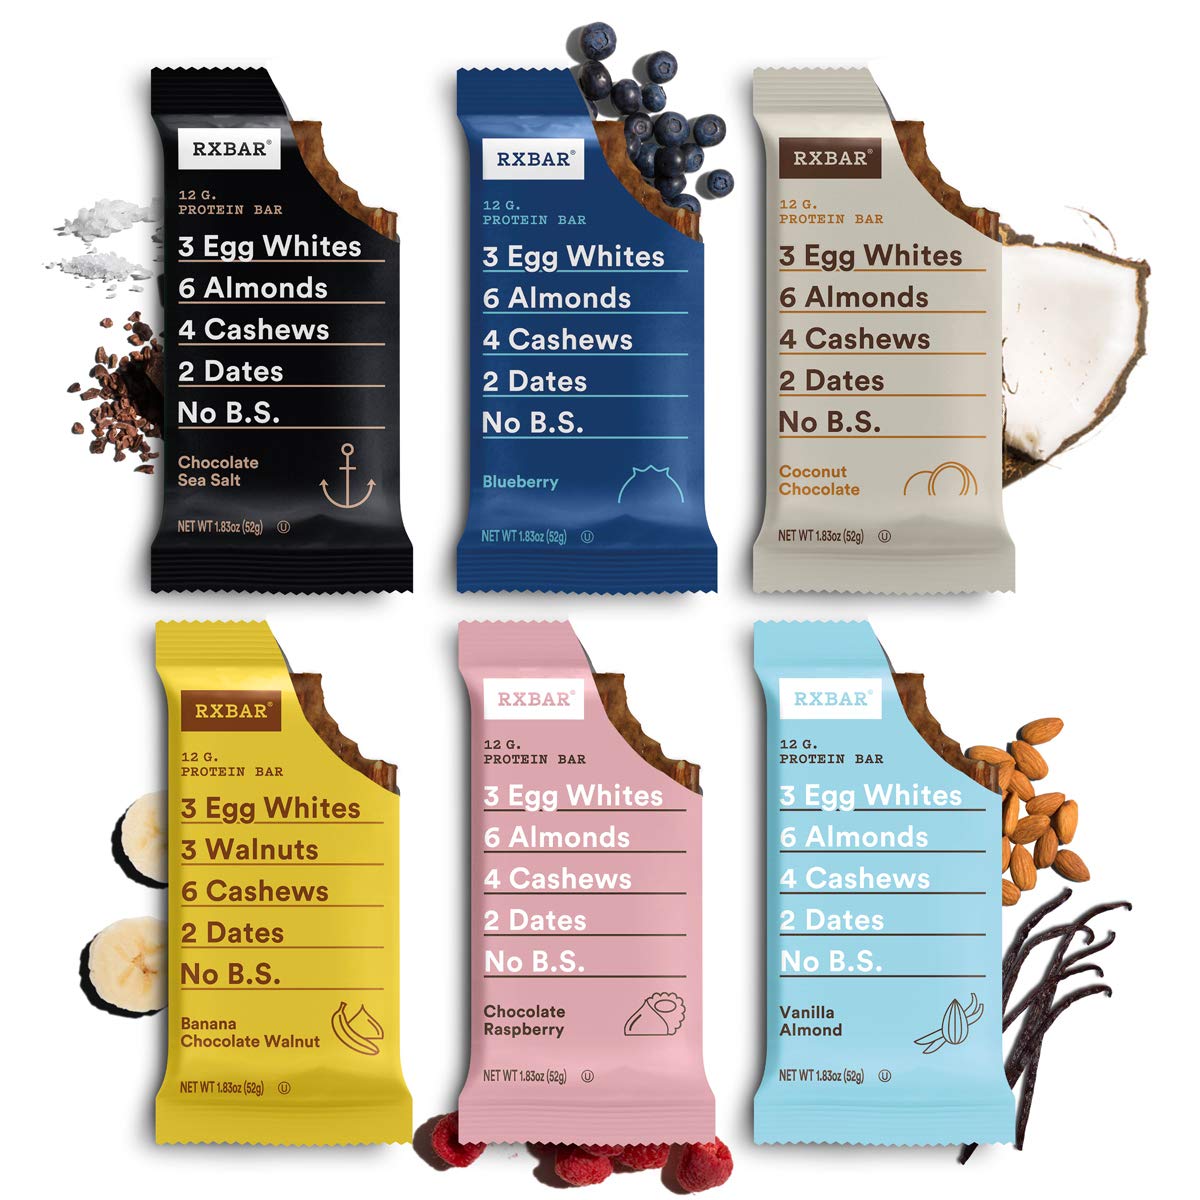 RXBAR®
12 G.
PROTEIN BAR
3 Egg Whites
6 Almonds
4 Cashews
2 Dates
No B.S.
Chocolate
Sea Salt
NET WT 1.83oz (52g) Ⓤ
RXBAR®
12 G.
PROTEIN BAR
3 Egg Whites
6 Almonds
4 Cashews
2 Dates
No B.S.
Blueberry
NET WT 1.83oz (52g) Ⓤ
RXBAR®
12 G.
PROTEIN BAR
3 Egg Whites
6 Almonds
4 Cashews
2 Dates
No B.S.
Coconut
Chocolate
NET WT 1.83oz (52g) Ⓤ
RXBAR®
12 G.
PROTEIN BAR
3 Egg Whites
3 Walnuts
6 Cashews
2 Dates
No B.S.
Banana
Chocolate Walnut
NET WT 1.83oz (52g) Ⓤ
RXBAR®
12 G.
PROTEIN BAR
3 Egg Whites
6 Almonds
4 Cashews
2 Dates
No B.S.
Chocolate
Raspberry
NET WT 1.83oz (52g) Ⓤ
RXBAR®
12 G.
PROTEIN BAR
3 Egg Whites
6 Almonds
4 Cashews
2 Dates
No B.S.
Vanilla
Almond
NET WT 1.83oz (52g) Ⓤ